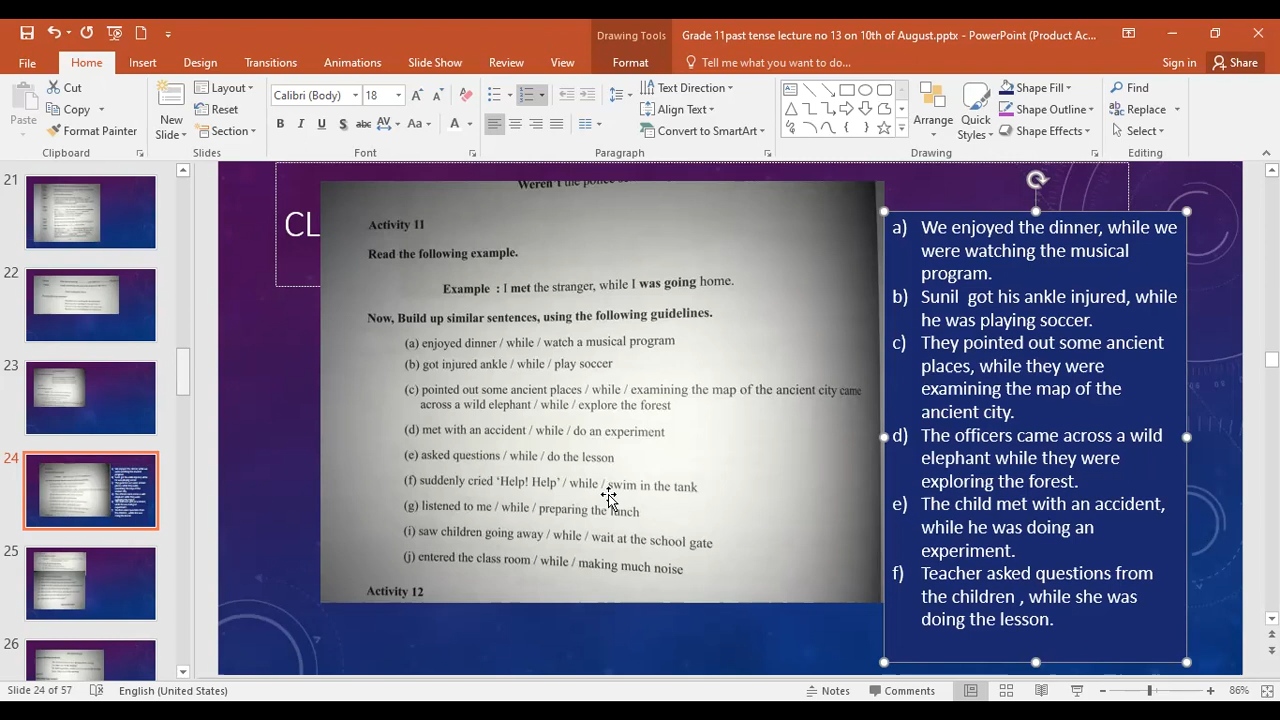 Drawing Tools
Grade 11past tense lecture no 13 on 10th of August.pptx - PowerPoint (Product Ac...
File
Home
Insert
Design
Transitions
Animations
Slide Show
Review
View
Format
Tell me what you want to do...
Sign in
Share
Paste
Cut
Copy
Format Painter
Clipboard
New
Slide
Layout
Reset
Section
Slides
Calibri (Body)
18
Font
Text Direction
Align Text
Convert to SmartArt
Paragraph
Arrange
Quick
Styles
Shape Fill
Shape Outline
Shape Effects
Drawing
Find
Replace
Select
Editing
21
22
23
24
25
26
CL
Weren't the police
Activity 11
Read the following example.
Example : I met the stranger, while I was going home.
Now, Build up similar sentences, using the following guidelines.
(a) enjoyed dinner / while / watch a musical program
(b) got injured ankle / while / play soccer
(c) pointed out some ancient places / while / examining the map of the ancient city came
across a wild elephant / while / explore the forest
(d) met with an accident / while / do an experiment
(e) asked questions / while / do the lesson
(f) suddenly cried ‘Help! Help’ / while / swim in the tank
(g) listened to me / while / preparing the lunch
(i) saw children going away / while / wait at the school gate
(j) entered the class room / while / making much noise
Activity 12
a) We enjoyed the dinner, while we
were watching the musical
program.
b) Sunil got his ankle injured, while
he was playing soccer.
c) They pointed out some ancient
places, while they were
examining the map of the
ancient city.
d) The officers came across a wild
elephant while they were
exploring the forest.
e) The child met with an accident,
while he was doing an
experiment.
f) Teacher asked questions from
the children , while she was
doing the lesson.
Slide 24 of 57
English (United States)
Notes
Comments
86%